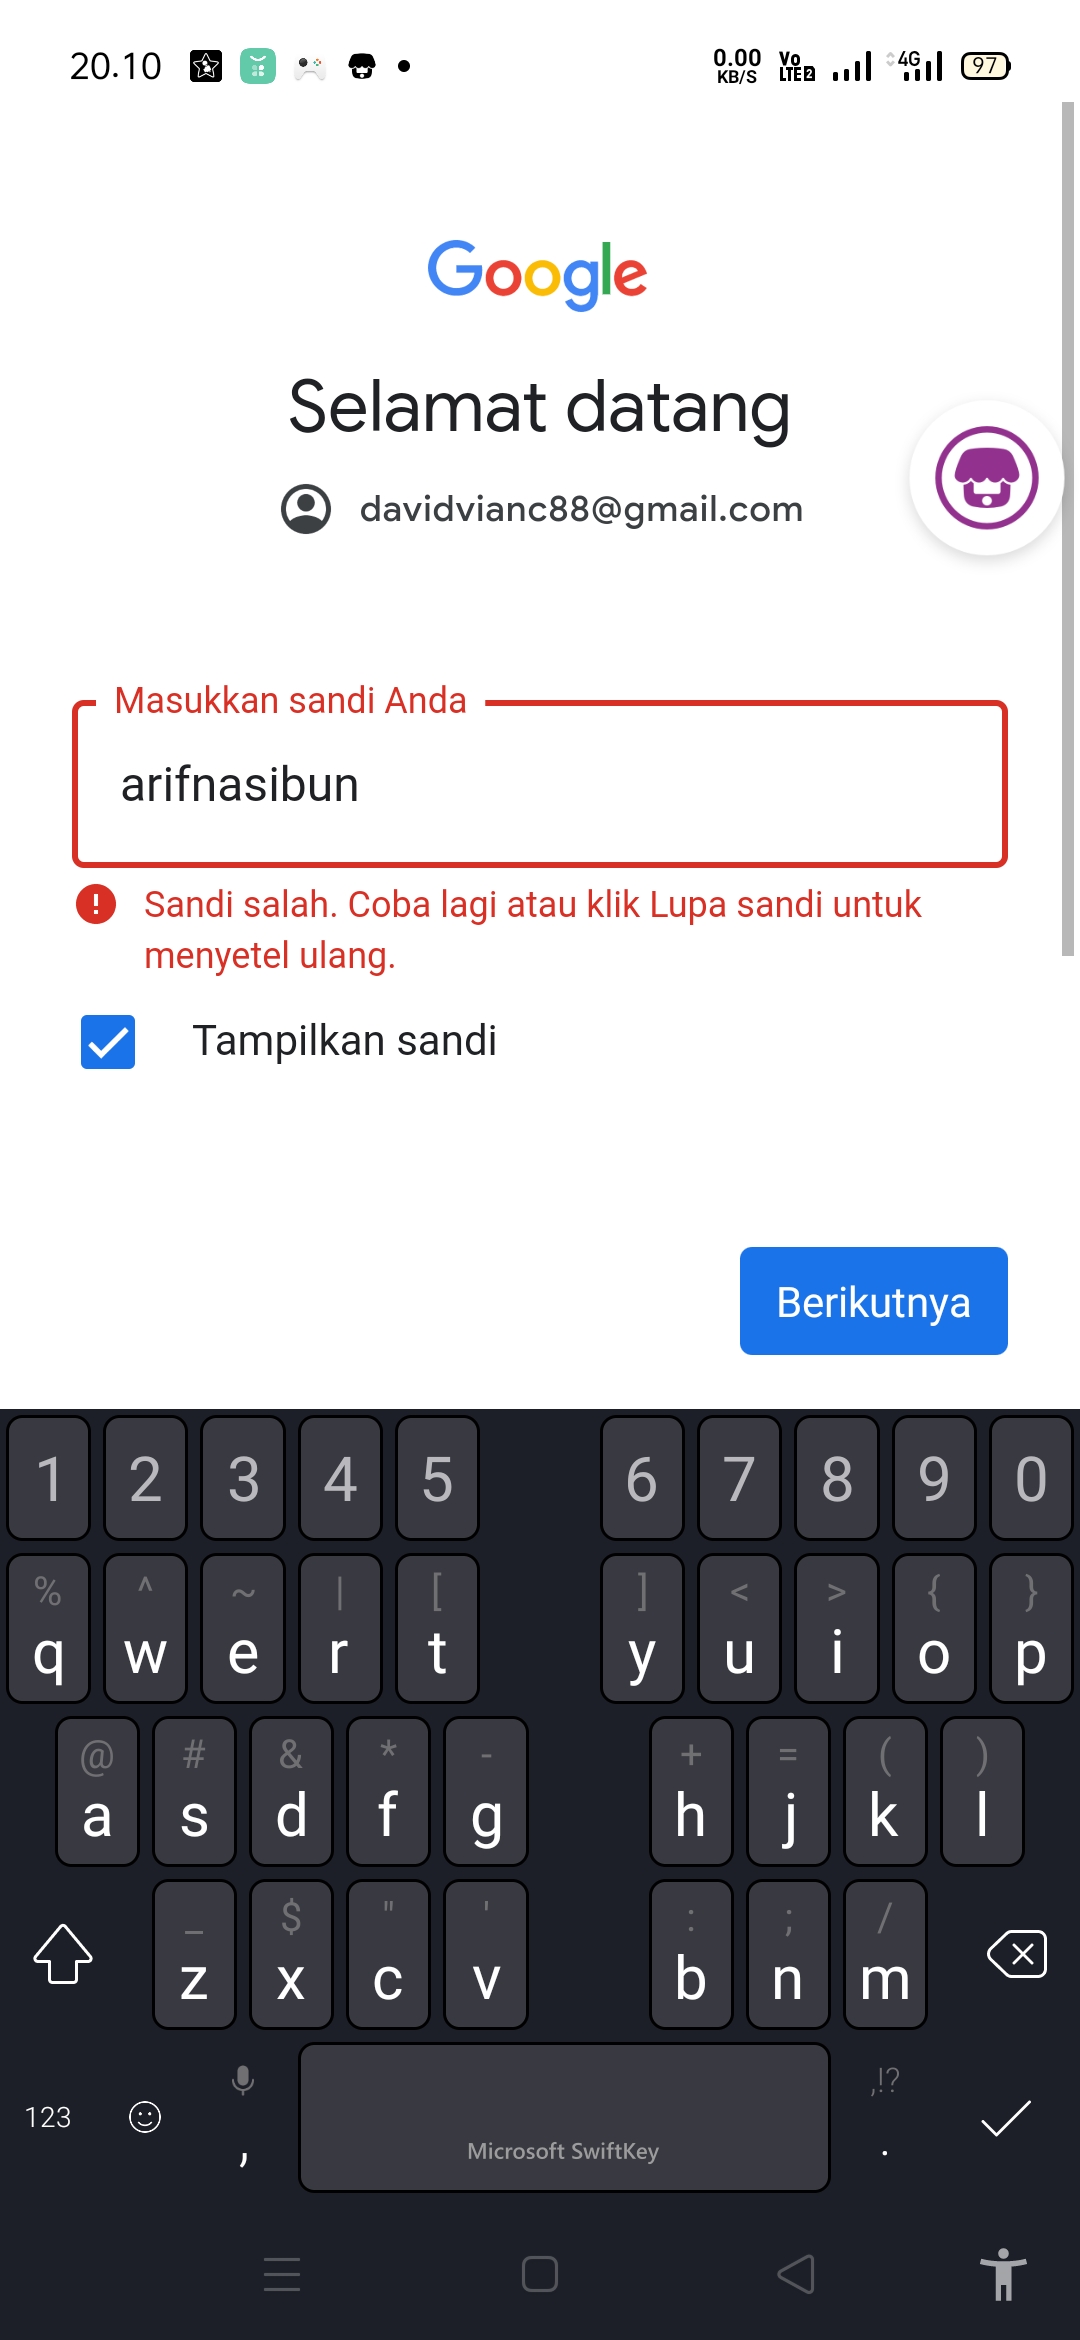 20.10
0.00 KB/S Vo LTE 2 4G 97
Google
Selamat datang
davidvianc88@gmail.com
Masukkan sandi Anda
arifnasibun
Sandi salah. Coba lagi atau klik Lupa sandi untuk
menyetel ulang.
Tampilkan sandi
Berikutnya
1 2 3 4 5 6 7 8 9 0
% ^ ~ | [ ] < > { }
q w e r t y u i o p
@ # & * - + = ( )
a s d f g h j k l
_ $ " ' : ; /
z x c v b n m
,!?
123 , .
Microsoft SwiftKey